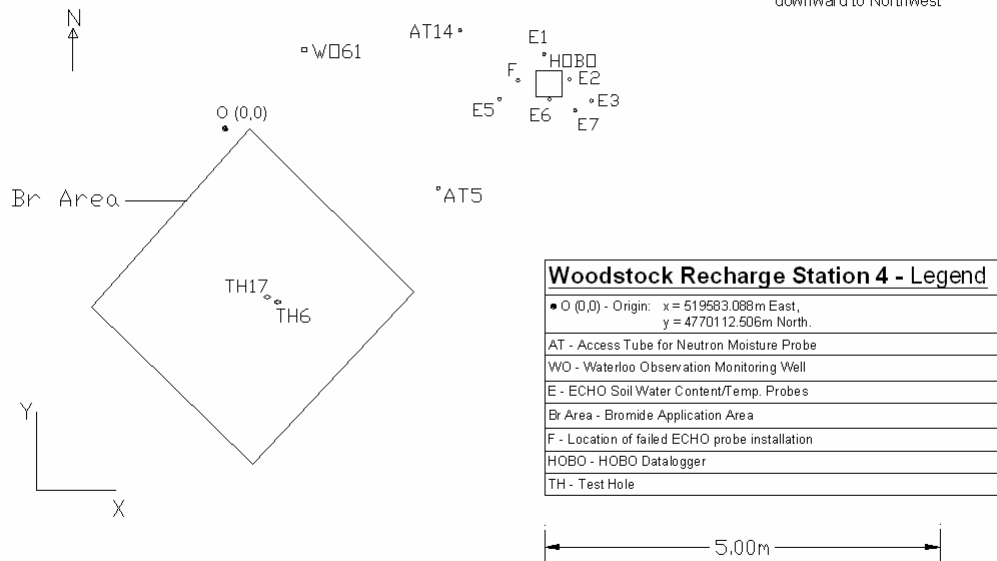 downward to Northwest
N
AT14
W□61
E1
H□B□
F
E2
E5
E6
E3
E7
O (0,0)
Br Area
AT5
TH17
TH6
Y
X
Woodstock Recharge Station 4 - Legend
O (0,0) - Origin: x = 519583.088m East,
y = 4770112.506m North.
AT - Access Tube for Neutron Moisture Probe
WO - Waterloo Observation Monitoring Well
E - ECHO Soil Water Content/Temp. Probes
Br Area - Bromide Application Area
F - Location of failed ECHO probe installation
HOBO - HOBO Datalogger
TH - Test Hole
5.00m